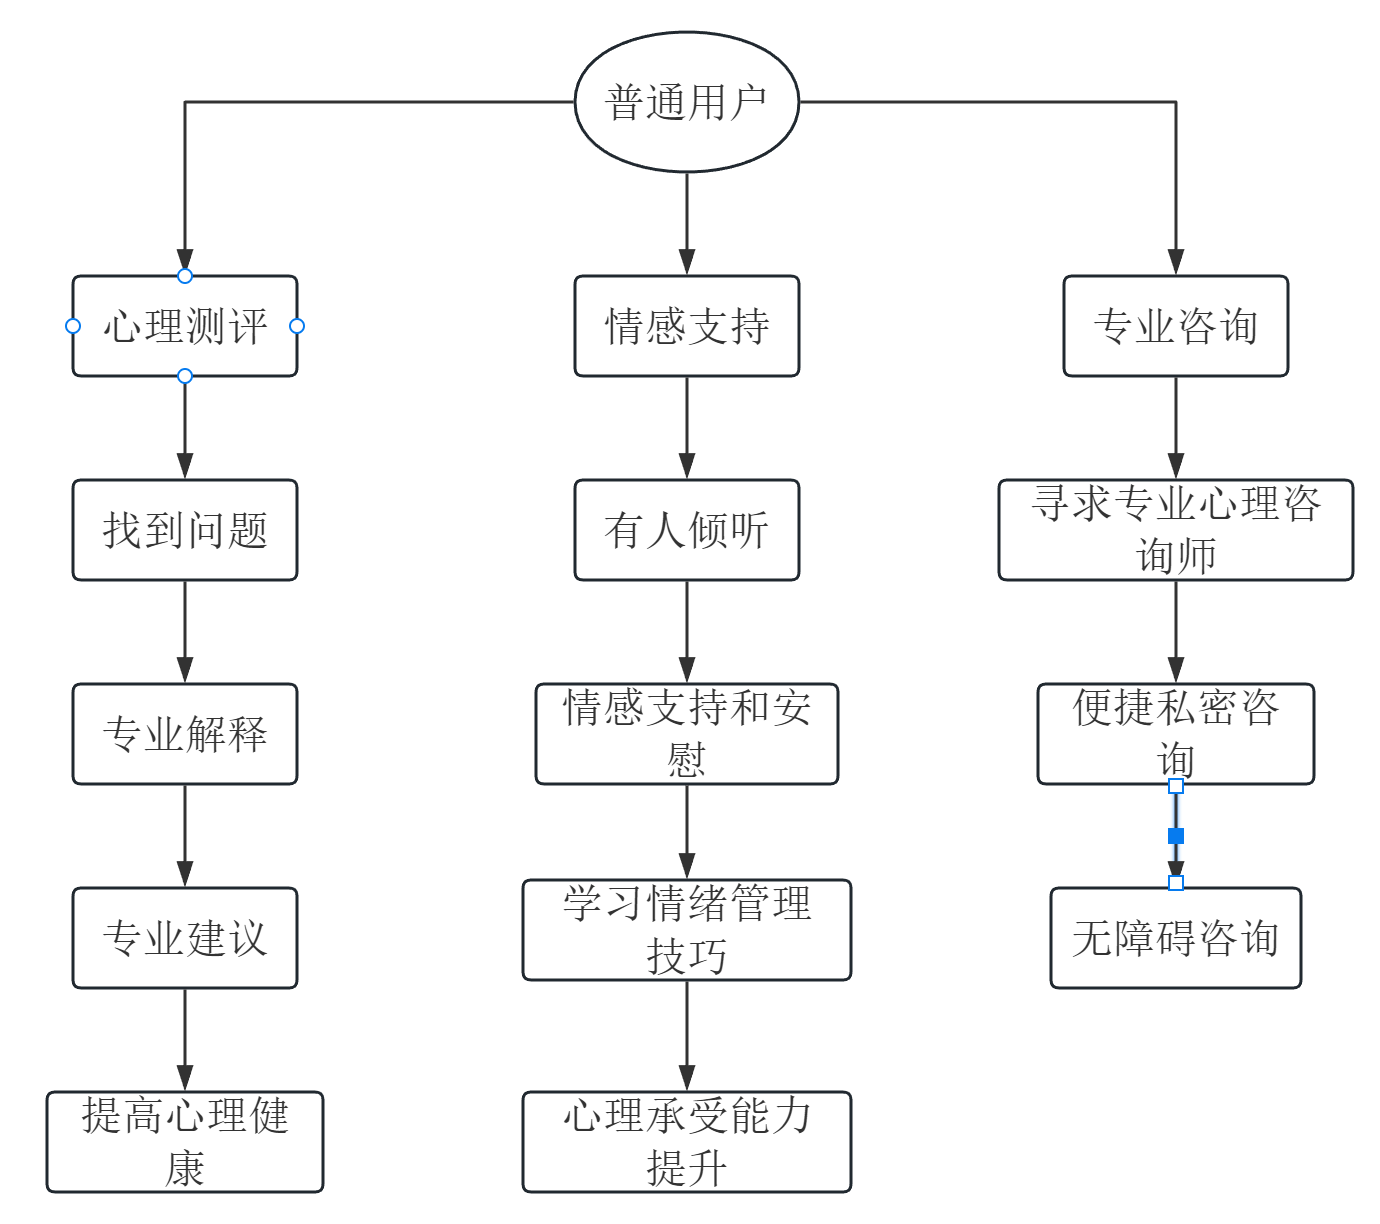 普通用户
心理测评
情感支持
专业咨询
找到问题
有人倾听
寻求专业心理咨
询师
专业解释
情感支持和安
慰
便捷私密咨
询
专业建议
学习情绪管理
技巧
无障碍咨询
提高心理健
康
心理承受能力
提升